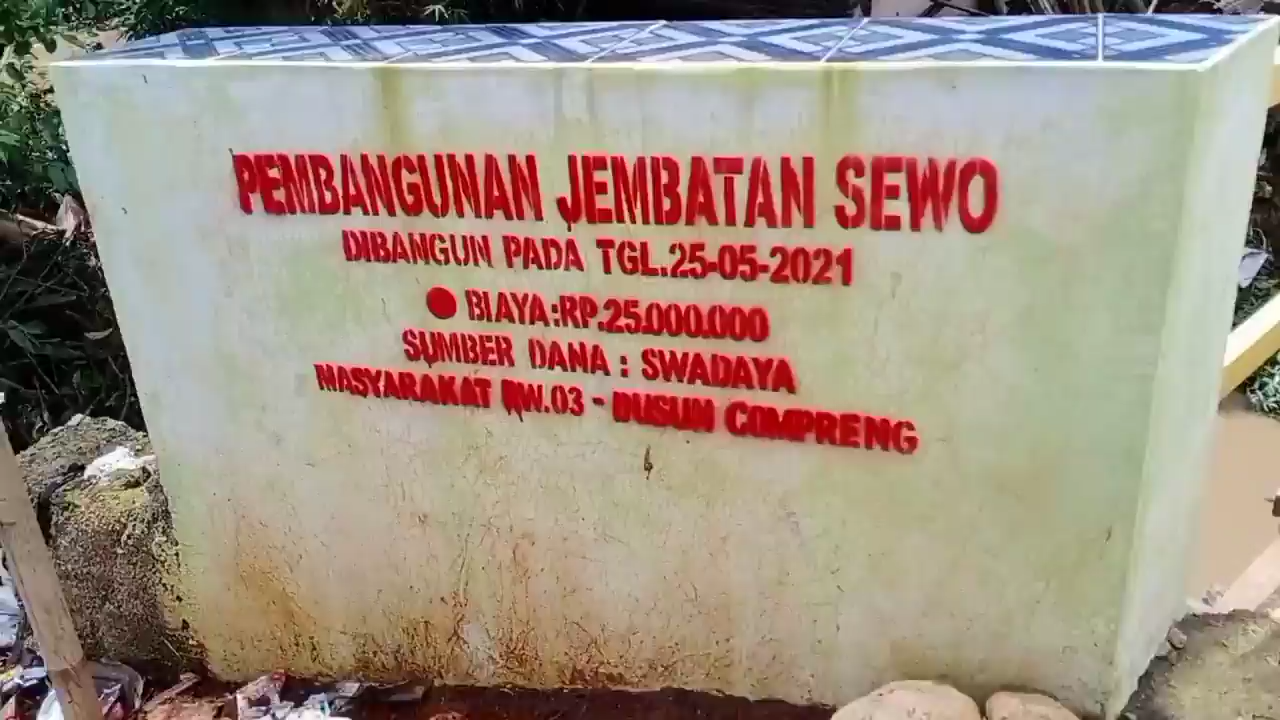 PEMBANGUNAN JEMBATAN SEWO
DIBANGUN PADA TGL.25-05-2021
● BIAYA:RP.25.000.000
SUMBER DANA : SWADAYA
MASYARAKAT RW.03 - DUSUN COMPRENG